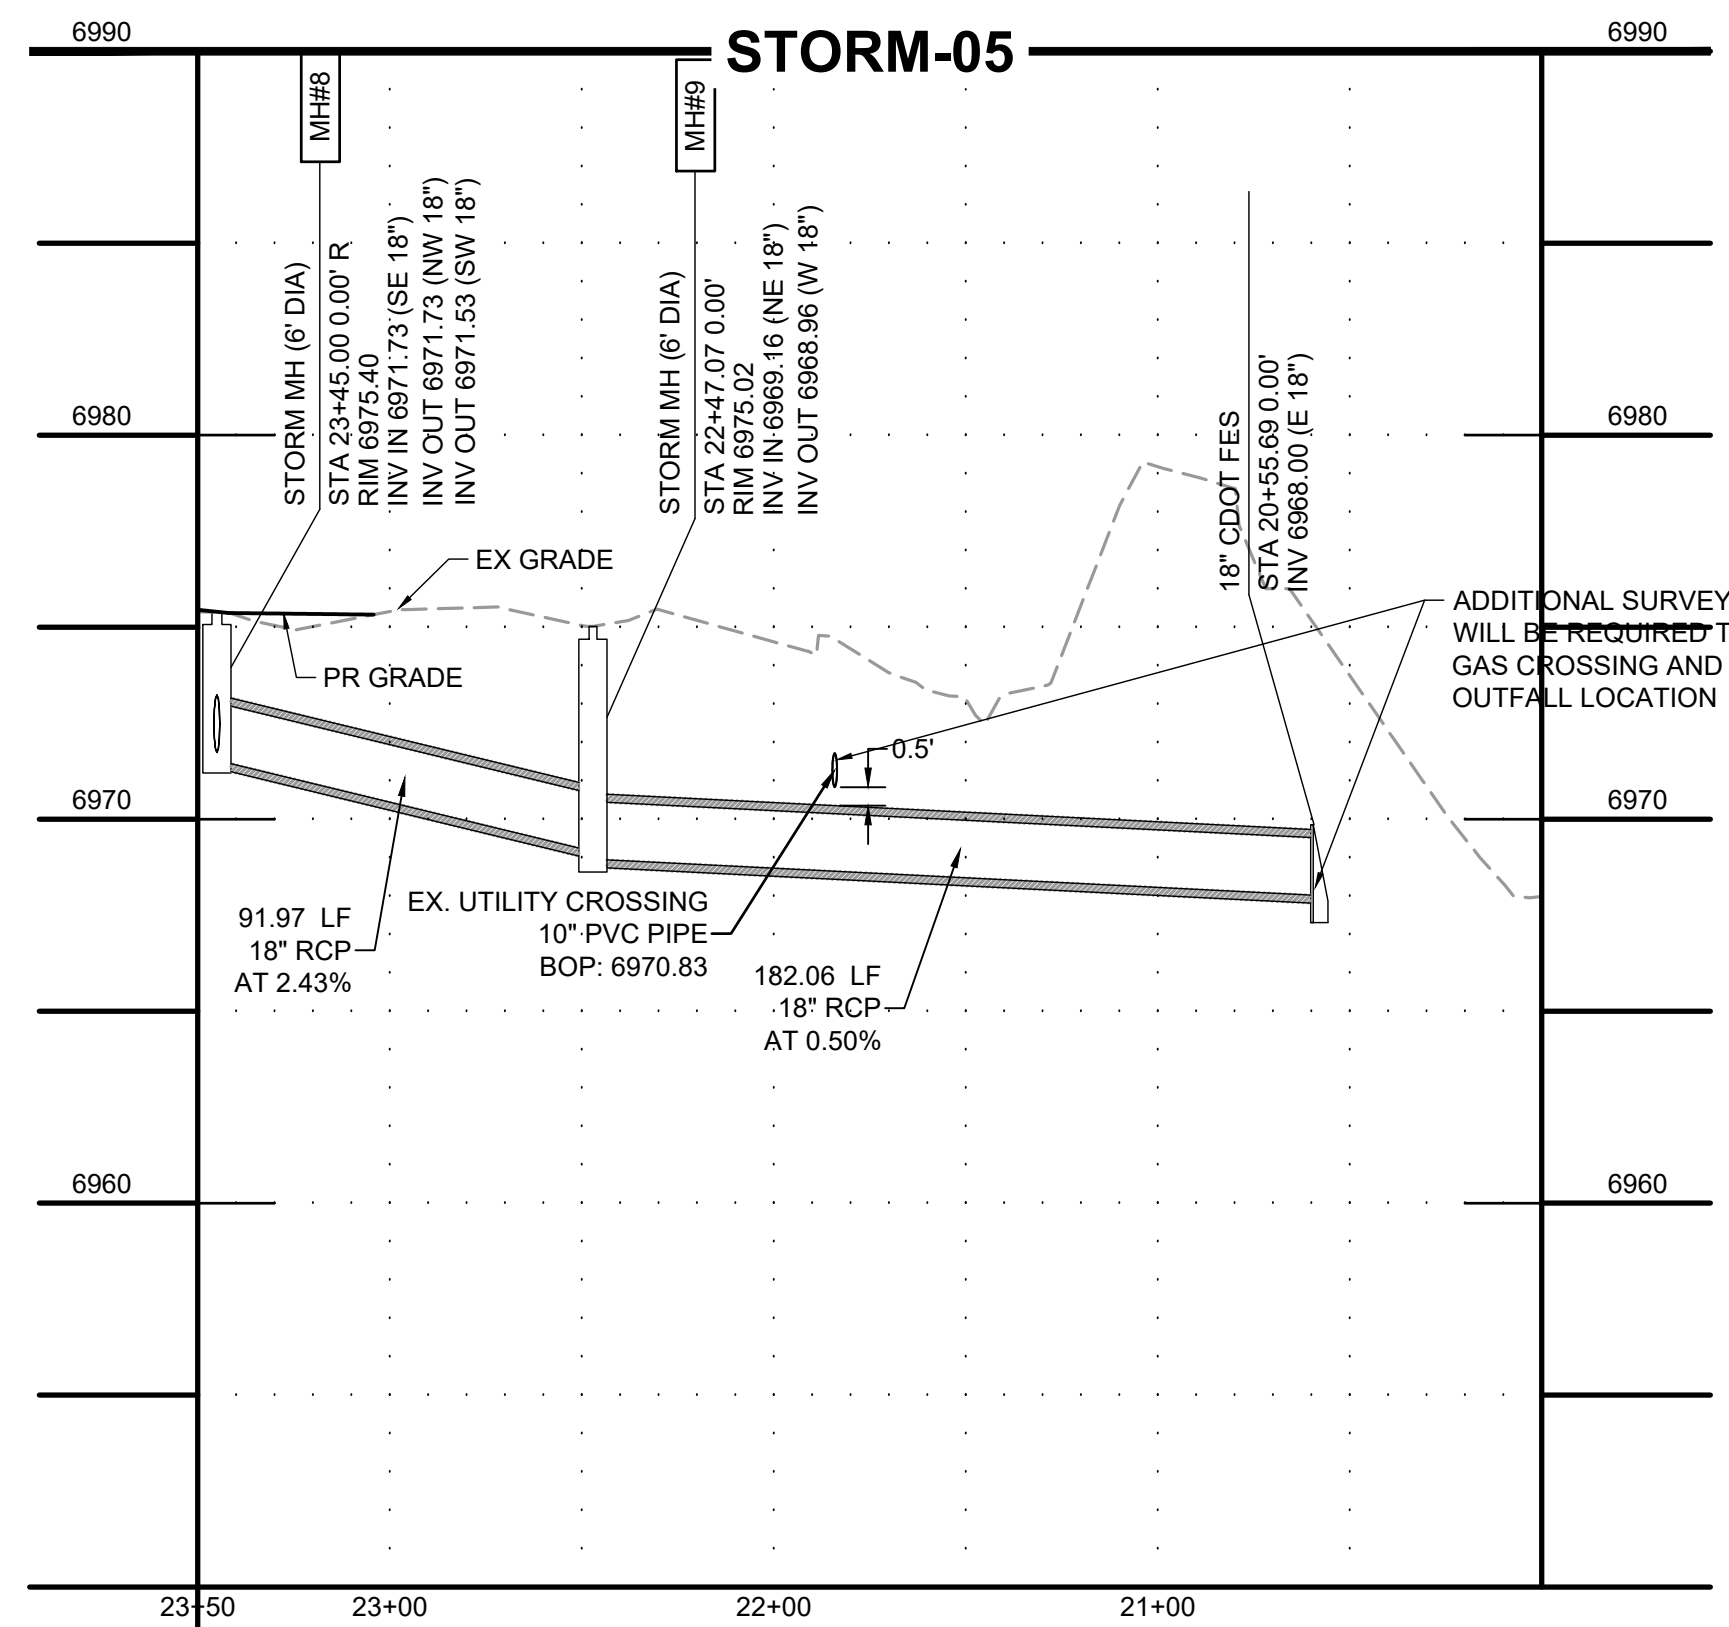 6990
STORM-05
6990
MH#8
MH#9
STORM MH (6' DIA)
STA 23+45.00 0.00' R
RIM 6975.40
INV IN 6971.73 (SE 18")
INV OUT 6971.73 (NW 18")
INV OUT 6971.53 (SW 18")
STORM MH (6' DIA)
STA 22+47.07 0.00'
RIM 6975.02
INV IN 6969.16 (NE 18")
INV OUT 6968.96 (W 18")
18" CDOT FES
STA 20+55.69 0.00'
INV 6968.00 (E 18")
6980
6980
EX GRADE
PR GRADE
ADDITIONAL SURVEY
WILL BE REQUIRED T
GAS CROSSING AND
OUTFALL LOCATION
0.5'
6970
6970
91.97 LF
18" RCP
AT 2.43%
EX. UTILITY CROSSING
10" PVC PIPE
BOP: 6970.83
182.06 LF
18" RCP
AT 0.50%
6960
6960
23+50
23+00
22+00
21+00